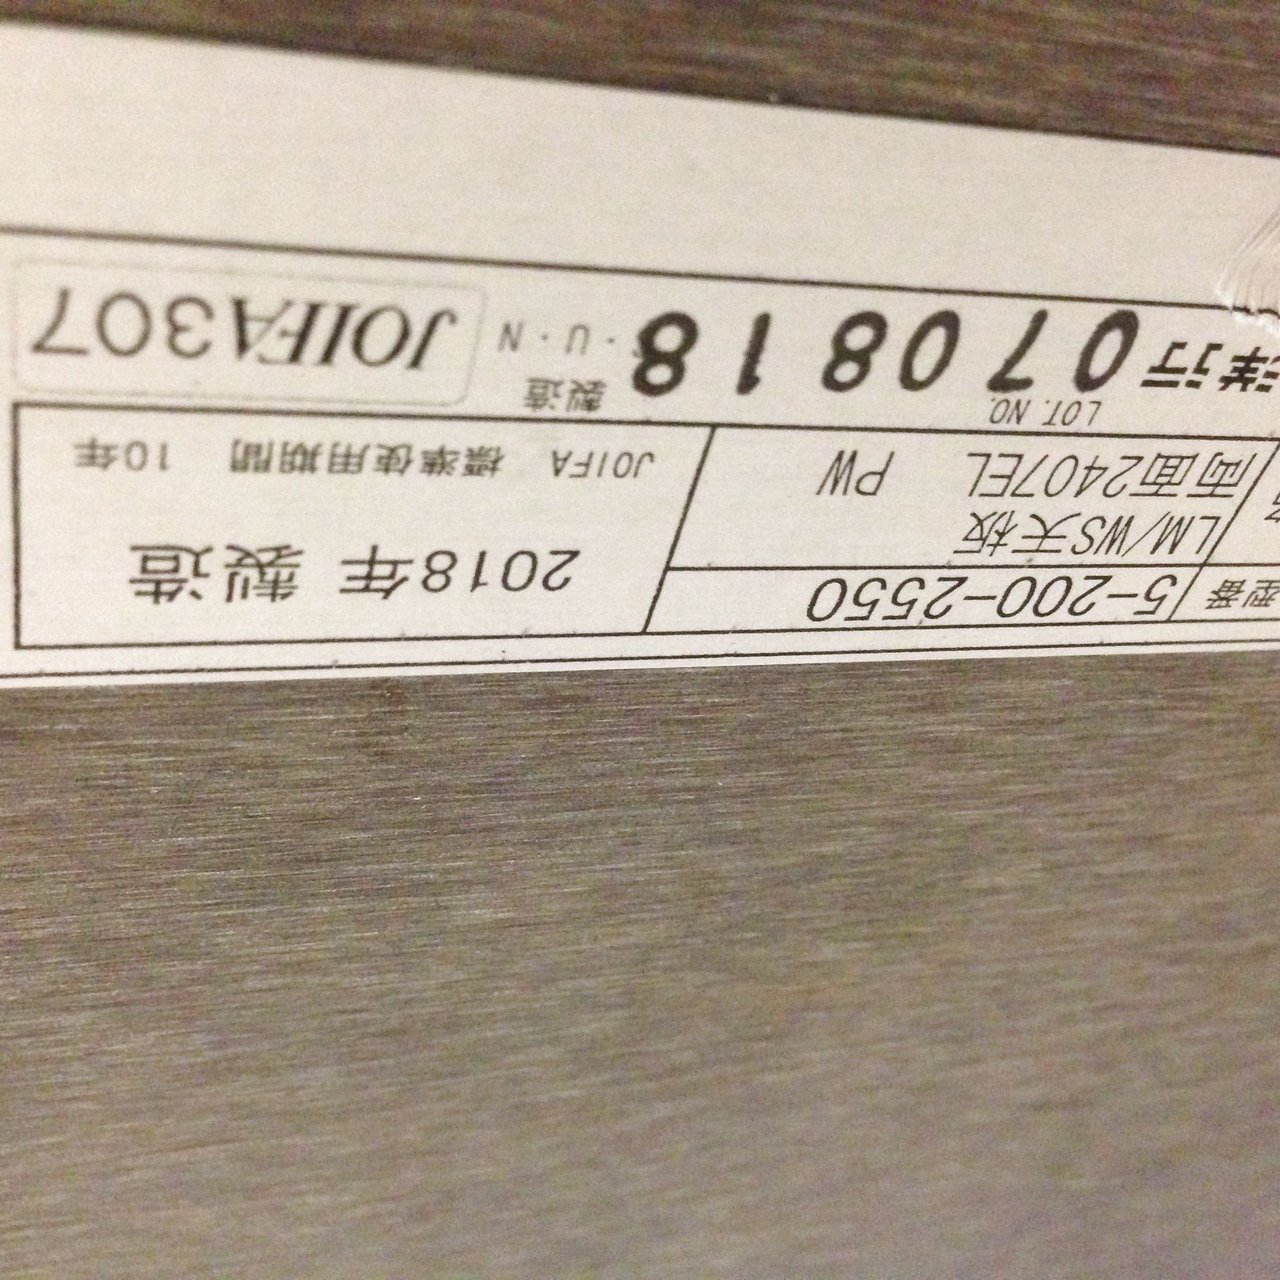 型番 5-200-2550
LM/WS天板
両面2407EL PW
2018年 製造
JOIFA 標準使用期間 10年
洋行
LOT.NO.
070818
製造
・U・N
JOIFA307